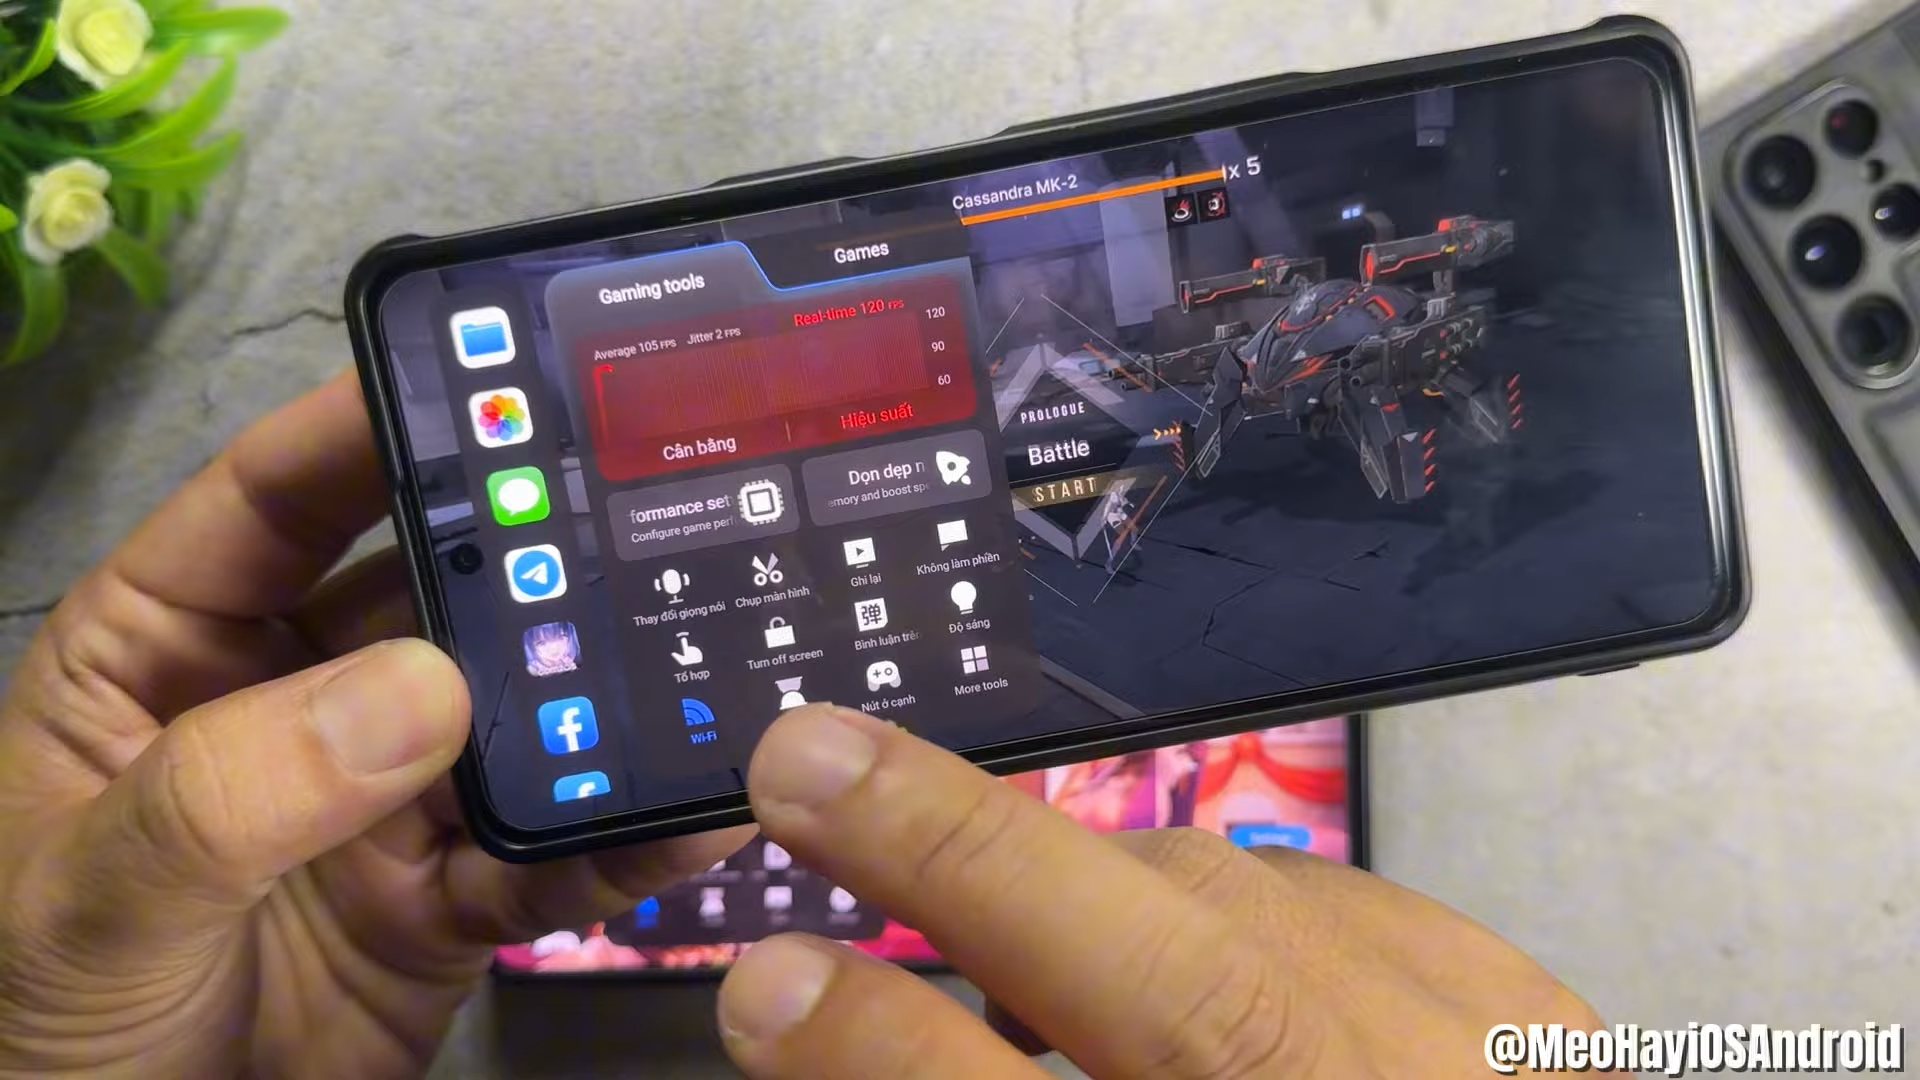 Cassandra MK-2
x 5
Gaming tools
Games
Average 105 FPS
Jitter 2 FPS
Real-time 120 FPS
120
90
60
Cân bằng
Hiệu suất
formance set
Configure game perf
Dọn dẹp n
emory and boost spe
PROLOGUE
Battle
START
Thay đổi giọng nói
Chụp màn hình
Ghi lại
Không làm phiền
Tổ hợp
Turn off screen
弹
Bình luận trên
Độ sáng
Wi-Fi
Nút ở cạnh
More tools
@MeoHayiOSAndroid